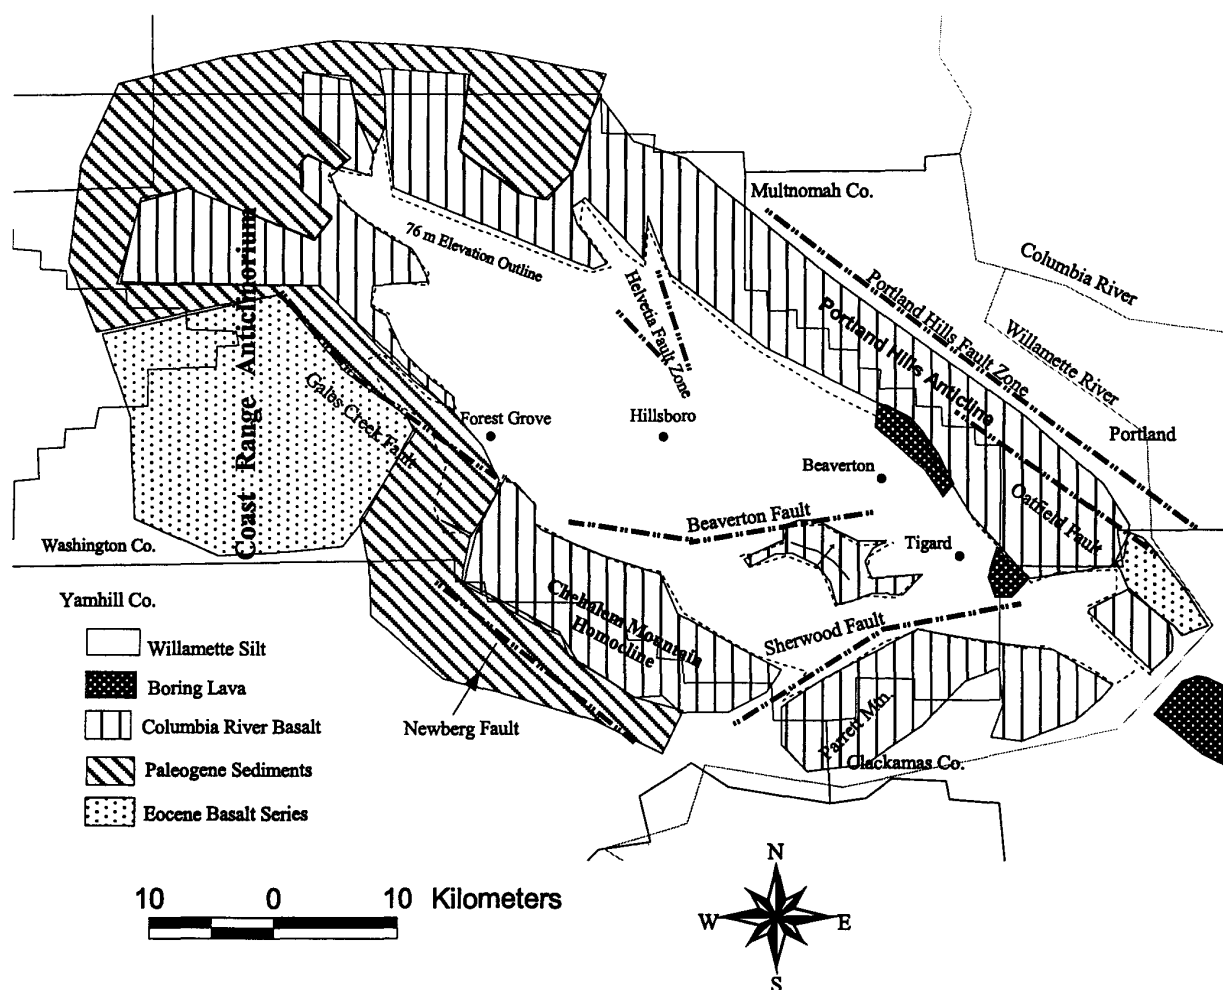 Multnomah Co.
Columbia River
76 m Elevation Outline
Helvetia Fault Zone
Portland Hills Fault Zone
Portland Hills Anticline
Willamette River
Coast Range Anticlinorium
Gales Creek Fault
Forest Grove
Hillsboro
Portland
Beaverton
Oatfield Fault
Beaverton Fault
Tigard
Washington Co.
Yamhill Co.
Chehalem Mountain
Homocline
Sherwood Fault
Newberg Fault
Parrett Mtn.
Clackamas Co.
Willamette Silt
Boring Lava
Columbia River Basalt
Paleogene Sediments
Eocene Basalt Series
10 0 10 Kilometers
N
W E
S